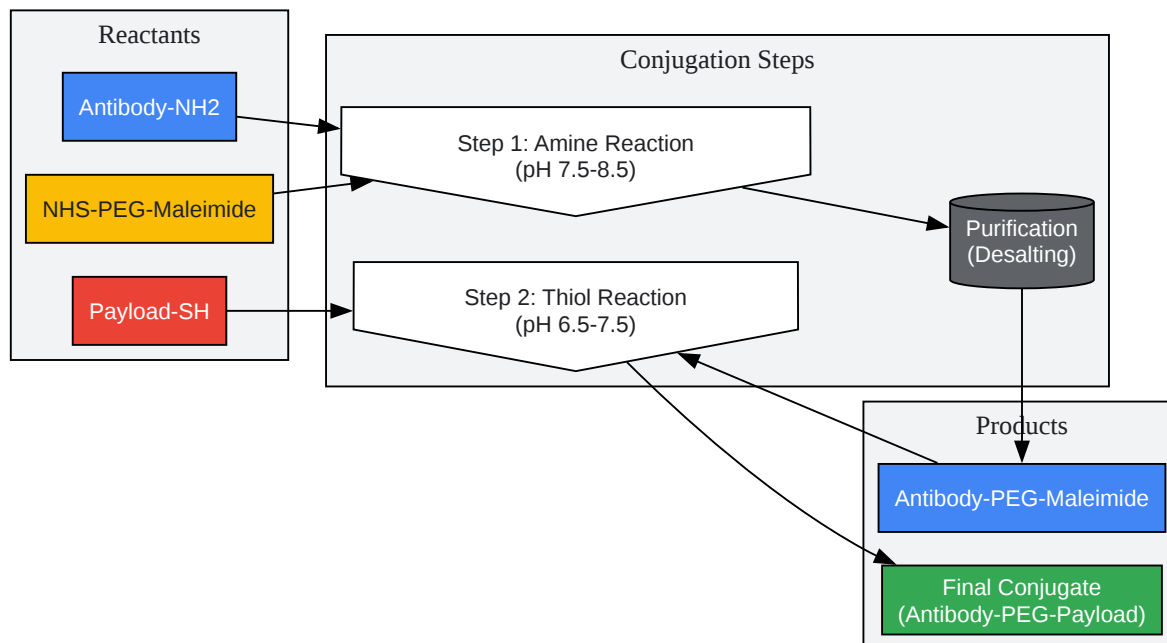 Reactants
Antibody-NH2
NHS-PEG-Maleimide
Payload-SH
Conjugation Steps
Step 1: Amine Reaction
(pH 7.5-8.5)
Step 2: Thiol Reaction
(pH 6.5-7.5)
Purification
(Desalting)
Products
Antibody-PEG-Maleimide
Final Conjugate
(Antibody-PEG-Payload)